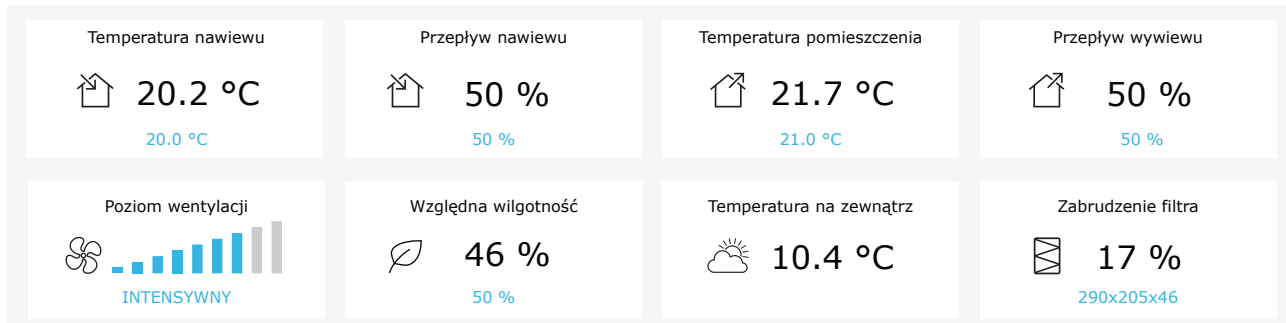 Temperatura nawiewu
20.2 °C
20.0 °C
Przepływ nawiewu
50 %
50 %
Temperatura pomieszczenia
21.7 °C
21.0 °C
Przepływ wywiewu
50 %
50 %
Poziom wentylacji
INTENSYWNY
Względna wilgotność
46 %
50 %
Temperatura na zewnątrz
10.4 °C
Zabrudzenie filtra
17 %
290x205x46